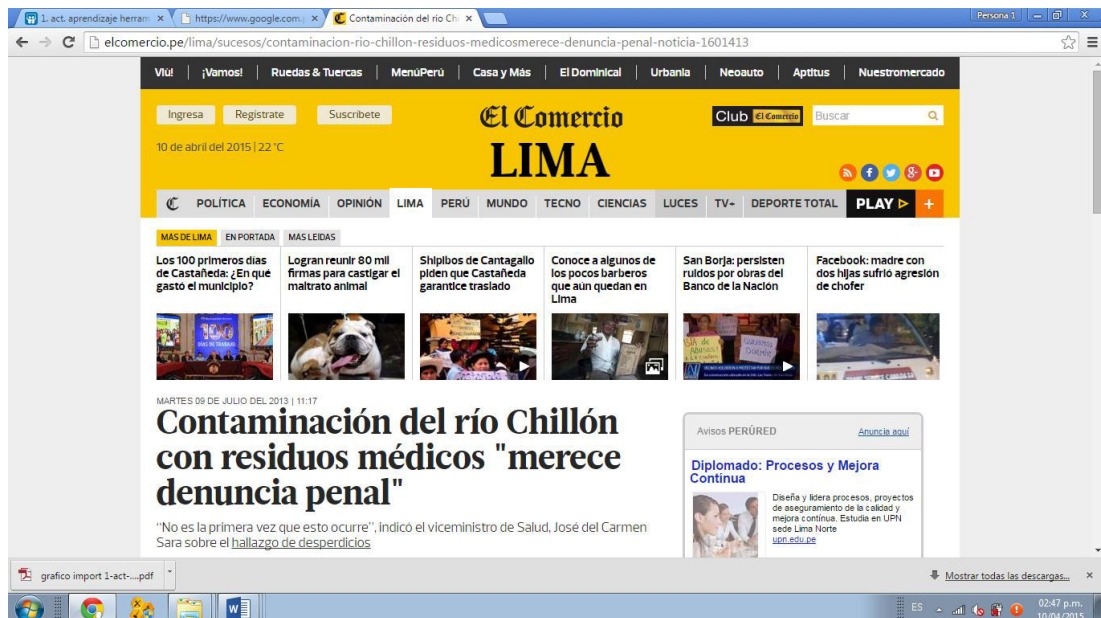 1. act. aprendizaje herram
https://www.google.com.
Contaminación del río Chi
Persona 1
elcomercio.pe/lima/sucesos/contaminacion-rio-chillon-residuos-medicosmerece-denuncia-penal-noticia-1601413
Viù! | ¡Vamos! | Ruedas & Tuercas | MenúPerú | Casa y Más | El Dominical | Urbania | Neoauto | Aptitus | Nuestromercado
Ingresa Registrate Suscríbete
El Comercio
Club El Comercio
Buscar
10 de abril del 2015 | 22 °C
LIMA
POLÍTICA ECONOMÍA OPINIÓN LIMA PERÚ MUNDO TECNO CIENCIAS LUCES TV+ DEPORTE TOTAL PLAY +
MÁS DE LIMA EN PORTADA MAS LEIDAS
Los 100 primeros días
de Castañeda: ¿En qué
gastó el municipio?
Logran reunir 80 mil
firmas para castigar el
maltrato animal
Shipibos de Cantagallo
piden que Castañeda
garantice traslado
Conoce a algunos de
los pocos barberos
que aún quedan en
Lima
San Borja: persisten
ruidos por obras del
Banco de la Nación
Facebook: madre con
dos hijas sufrió agresión
de chofer
100
DÍAS DE TRABAJO
MARTES 09 DE JULIO DEL 2013 | 11:17
Contaminación del río Chillón
con residuos médicos "merece
denuncia penal"
“No es la primera vez que esto ocurre”, indicó el viceministro de Salud, José del Carmen
Sara sobre el hallazgo de desperdicios
Avisos PERÚRED
Anuncia aquí
Diplomado: Procesos y Mejora
Continua
Diseña y lidera procesos, proyectos
de aseguramiento de la calidad y
mejora contínua. Estudia en UPN
sede Lima Norte
upn.edu.pe
grafico import 1-act-....pdf
Mostrar todas las descargas...
ES
02:47 p.m.
10/04/2015